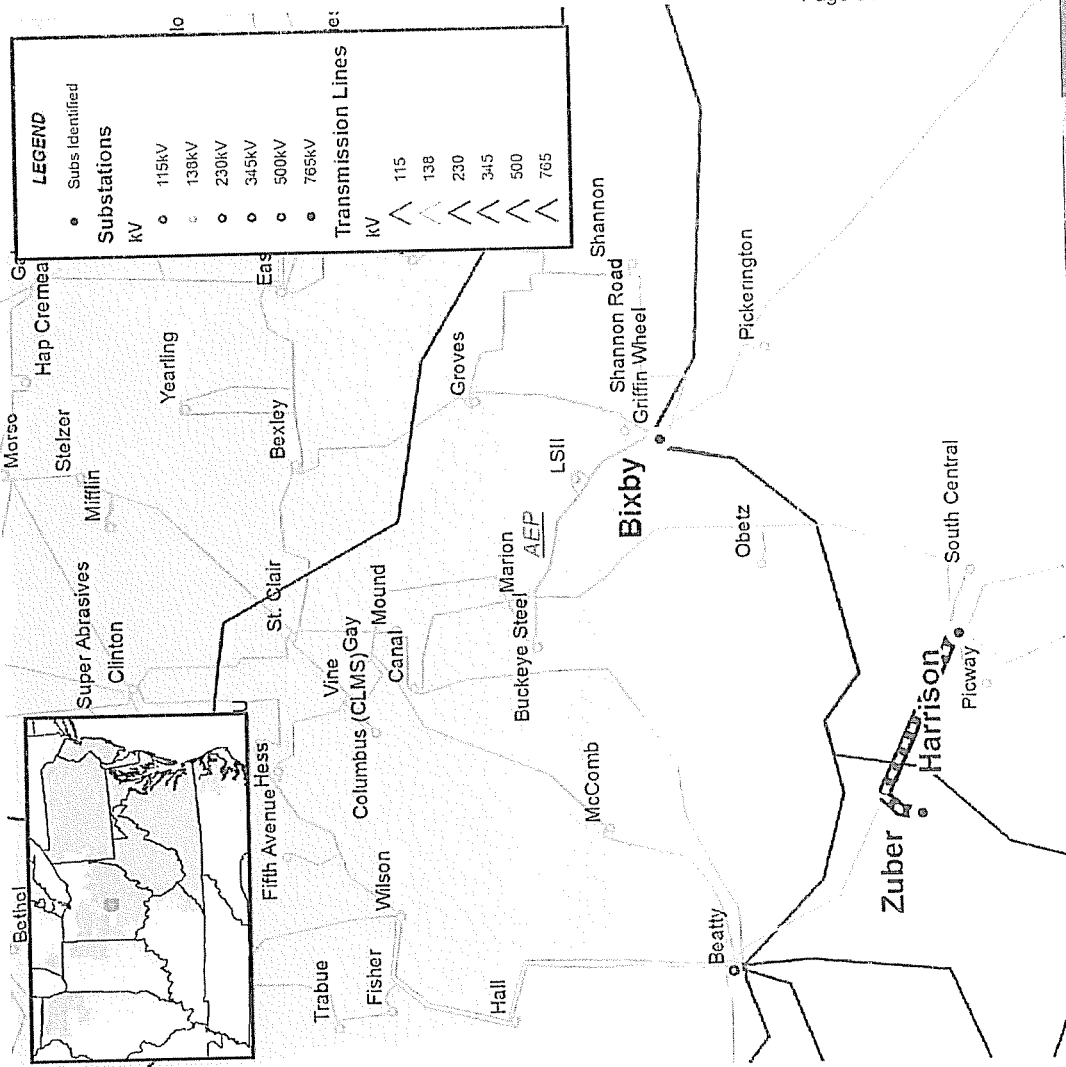 Page
LEGEND
Subs Identified
Substations
kV
115kV
138kV
230kV
345kV
500kV
765kV
Transmission Lines
kV
115
138
230
345
500
765
Bethel
Morse
Hap Cremea
Stelzer
Mifflin
Yearling
Bexley
Eas
Super Abrasives
Clinton
St. Clair
Fifth Avenue
Hess
Vine
Columbus (CLMS)
Gay
Mound
Canal
Groves
Shannon
Shannon Road
Griffin Wheel
Pickerington
LSII
Bixby
AEP
Marion
Buckeye Steel
Obetz
South Central
McComb
Wilson
Trabue
Fisher
Hall
Beatty
Zuber
Harrison
Picway